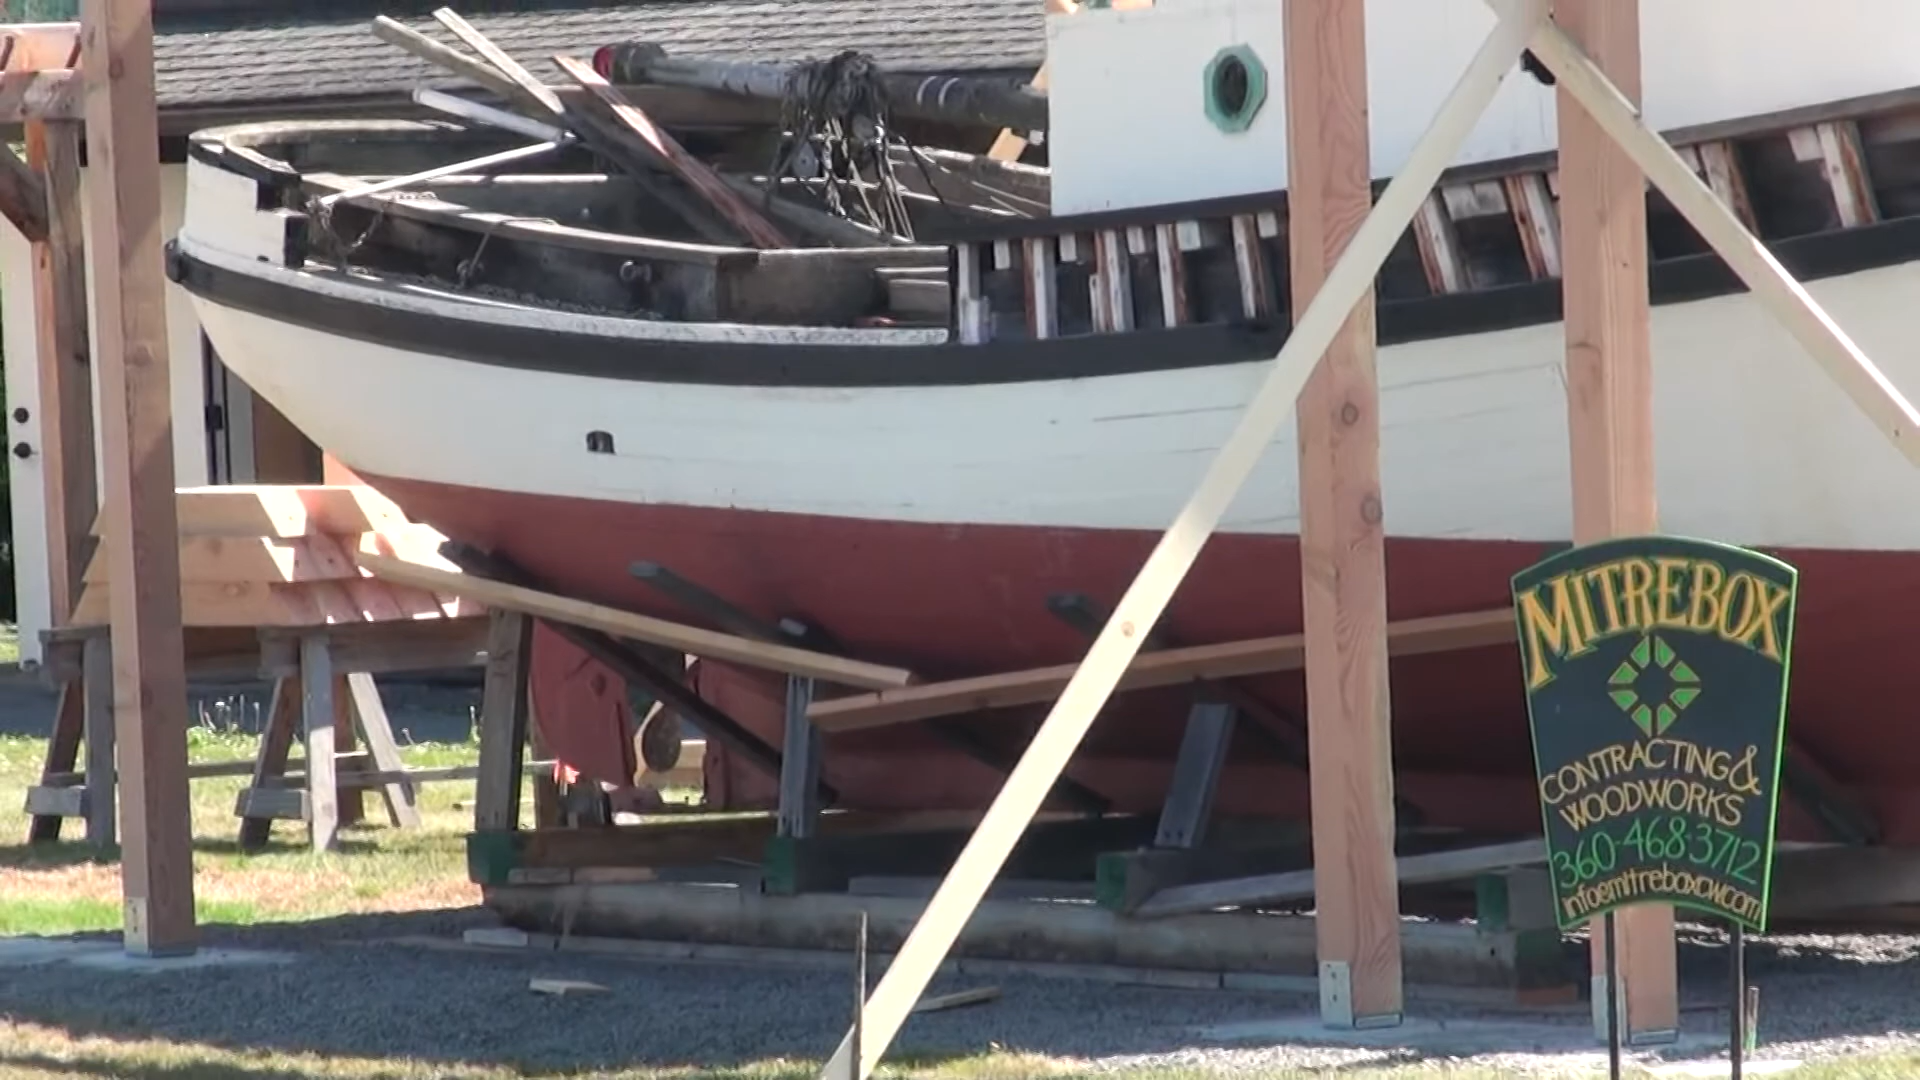 MITREBOX
CONTRACTING &
WOODWORKS
360-468-3712
info@mitreboxcw.com